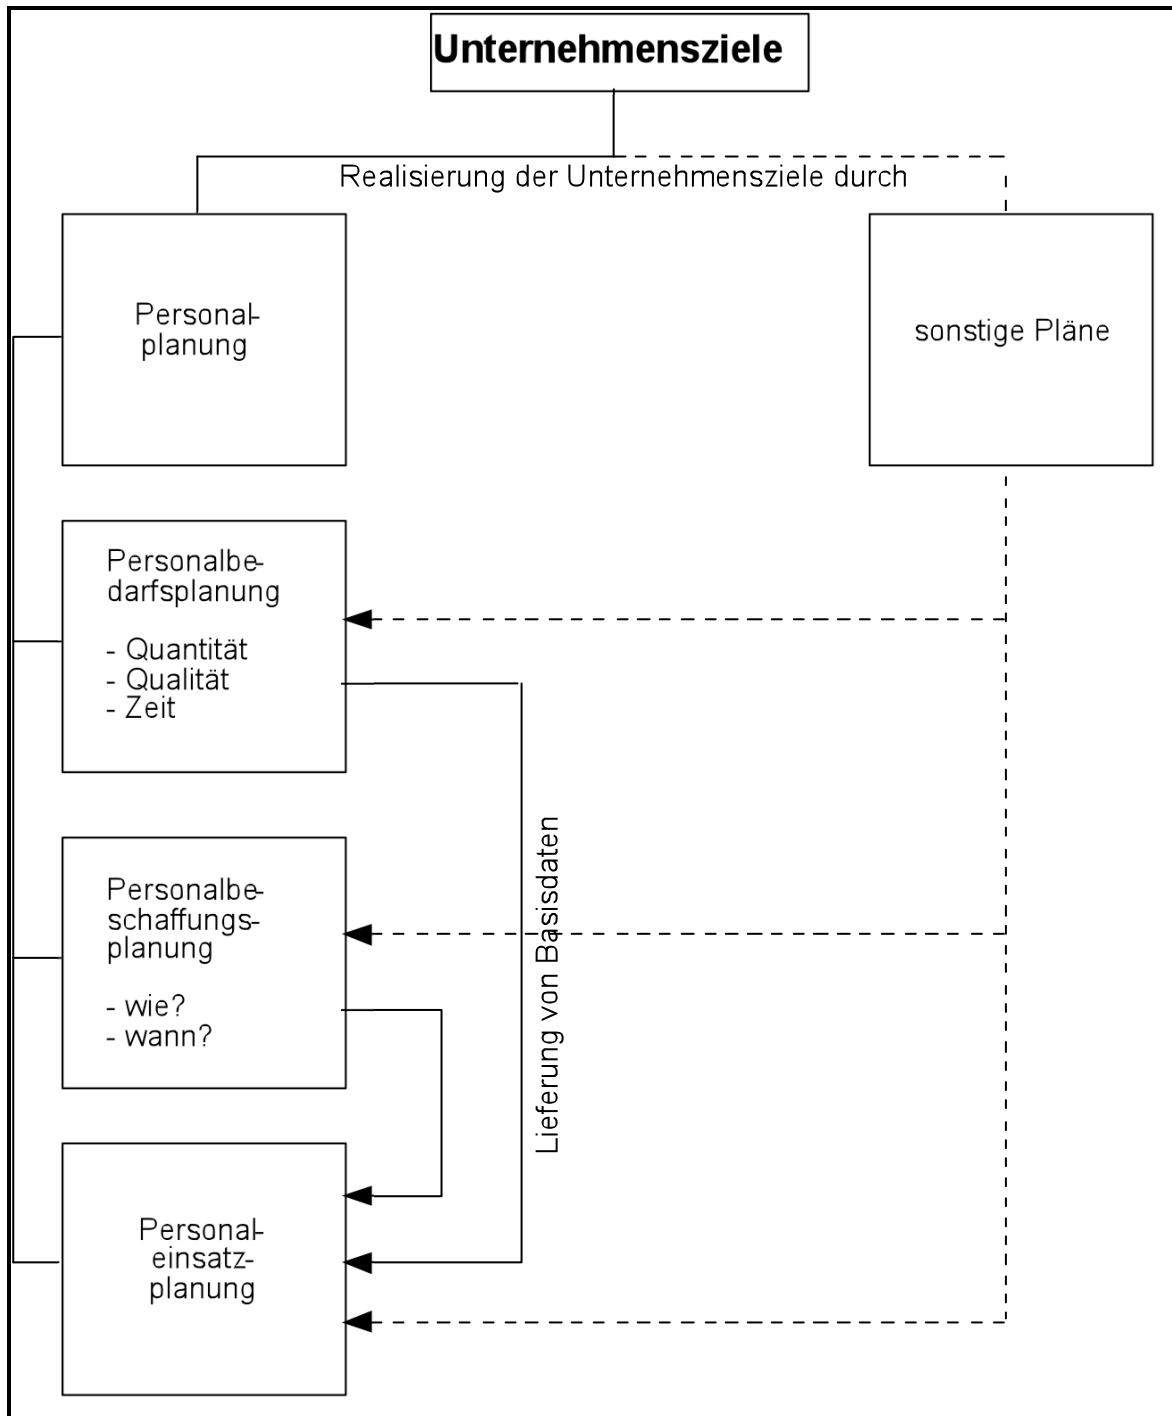 Unternehmensziele
Realisierung der Unternehmensziele durch
Personal-
planung
sonstige Pläne
Personalbe-
darfsplanung
- Quantität
- Qualität
- Zeit
Personalbe-
schaffungs-
planung
- wie?
- wann?
Lieferung von Basisdaten
Personal-
einsatz-
planung